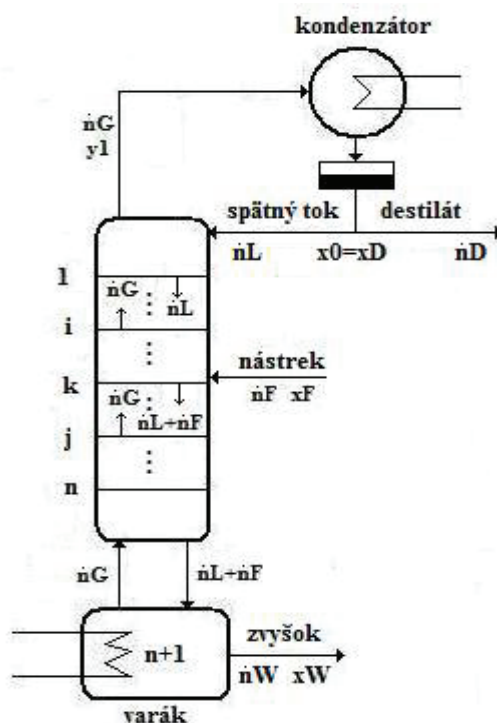 kondenzátor
ṅG
y1
spätný tok
destilát
ṅL
x0=xD
ṅD
1
ṅG
ṅL
i
nástrek
ṅF xF
k
ṅG
ṅL+ṅF
j
n
ṅG
ṅL+ṅF
n+1
zvyšok
ṅW xW
varák